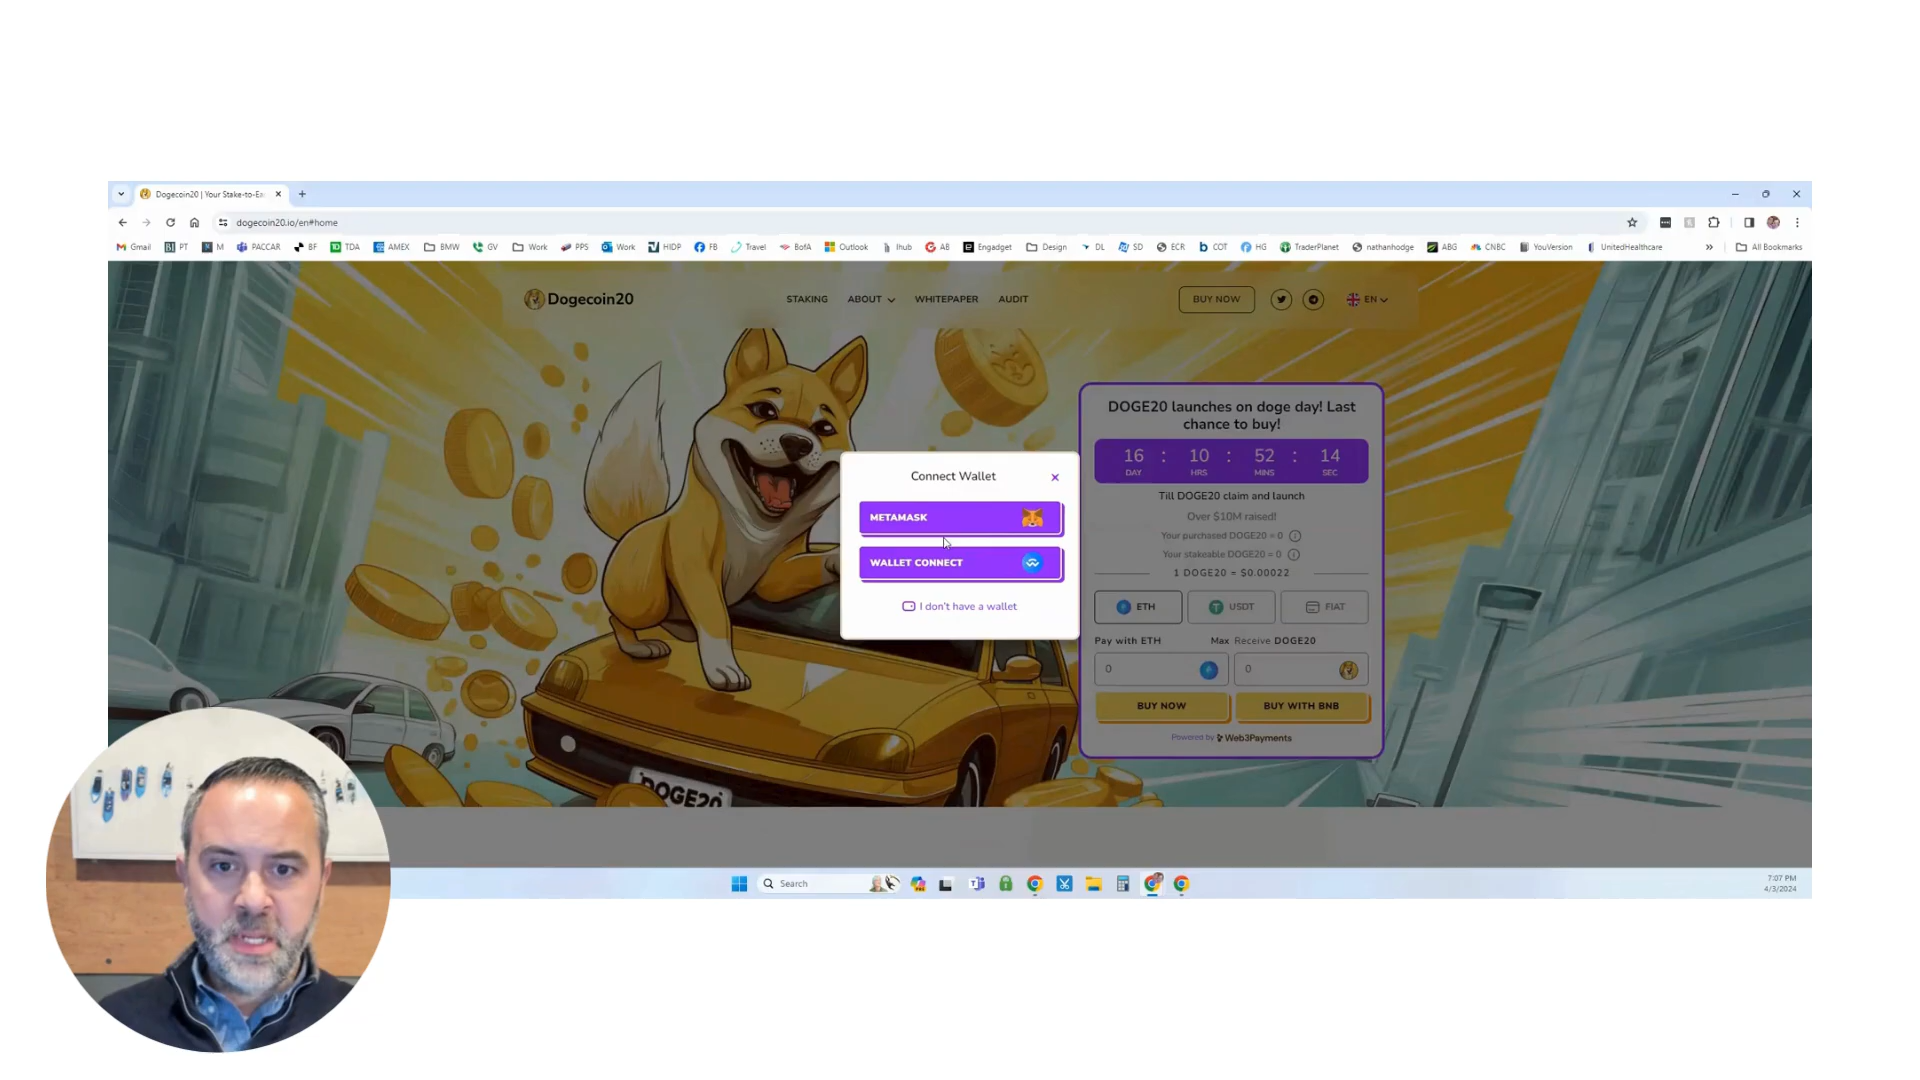 Dogecoin20 | Your Stake-to-Ea
dogecoin20.io/en#home
Gmail PT M PACCAR BF TDA AMEX BMW GV Work PPS Work HIDP FB Travel BofA Outlook Ihub AB Engadget Design DL SD ECR COT HG TraderPlanet nathanhodge ABG CNBC YouVersion UnitedHealthcare » All Bookmarks
Dogecoin20 STAKING ABOUT WHITEPAPER AUDIT BUY NOW EN
DOGE20 launches on doge day! Last
chance to buy!
16 : 10 : 52 : 14
DAY HRS MINS SEC
Till DOGE20 claim and launch
Over $10M raised!
Your purchased DOGE20 = 0
Your stakeable DOGE20 = 0
1 DOGE20 = $0.00022
ETH USDT FIAT
Pay with ETH Max Receive DOGE20
0 0
BUY NOW BUY WITH BNB
Powered by Web3Payments
Connect Wallet
METAMASK
WALLET CONNECT
I don't have a wallet
DOGE20
Search
7:07 PM
4/3/2024